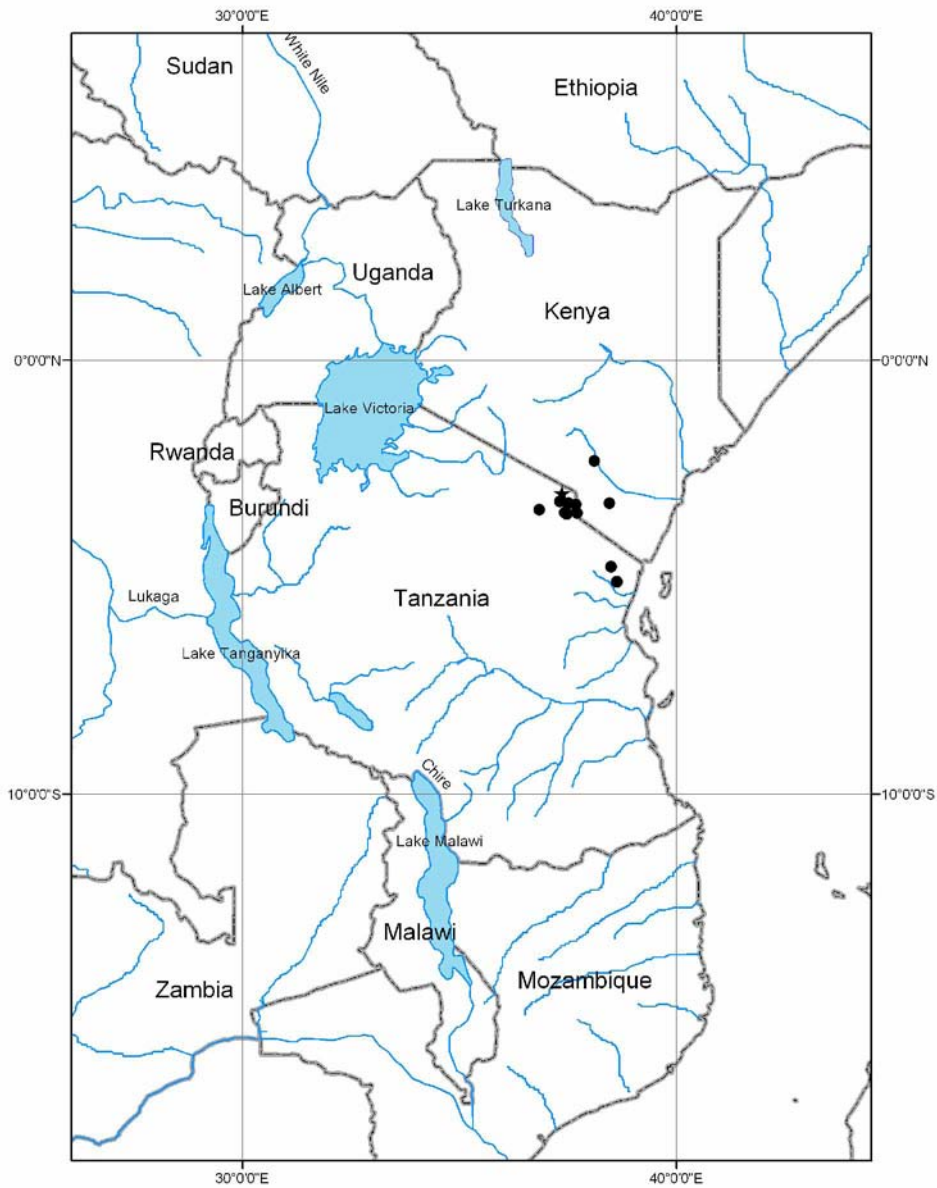 30°0'0"E 40°0'0"E
White Nile
Sudan
Ethiopia
Lake Turkana
Uganda
Lake Albert
Kenya
0°0'0"N 0°0'0"N
Lake Victoria
Rwanda
Burundi
Lukaga
Tanzania
Lake Tanganyika
Chire
10°0'0"S 10°0'0"S
Lake Malawi
Malawi
Mozambique
Zambia
30°0'0"E 40°0'0"E